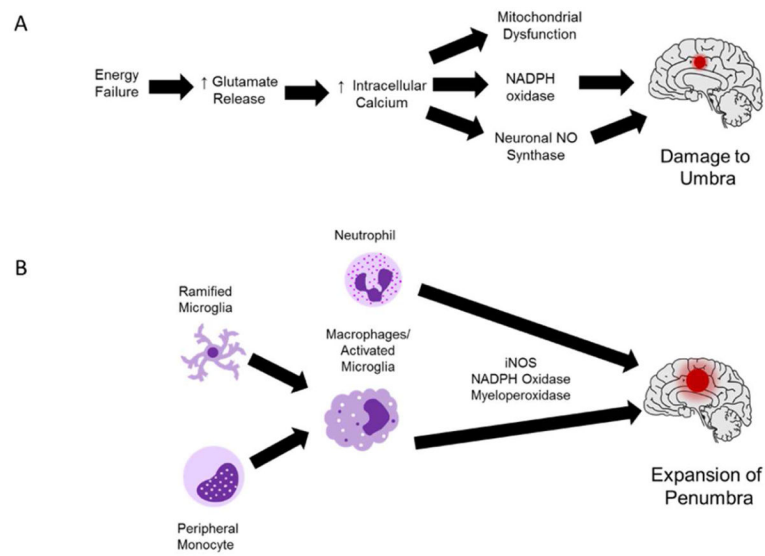 A
Energy
Failure
↑ Glutamate
Release
↑ Intracellular
Calcium
Mitochondrial
Dysfunction
NADPH
oxidase
Neuronal NO
Synthase
Damage to
Umbra
B
Neutrophil
Ramified
Microglia
Macrophages/
Activated
Microglia
iNOS
NADPH Oxidase
Myeloperoxidase
Peripheral
Monocyte
Expansion of
Penumbra